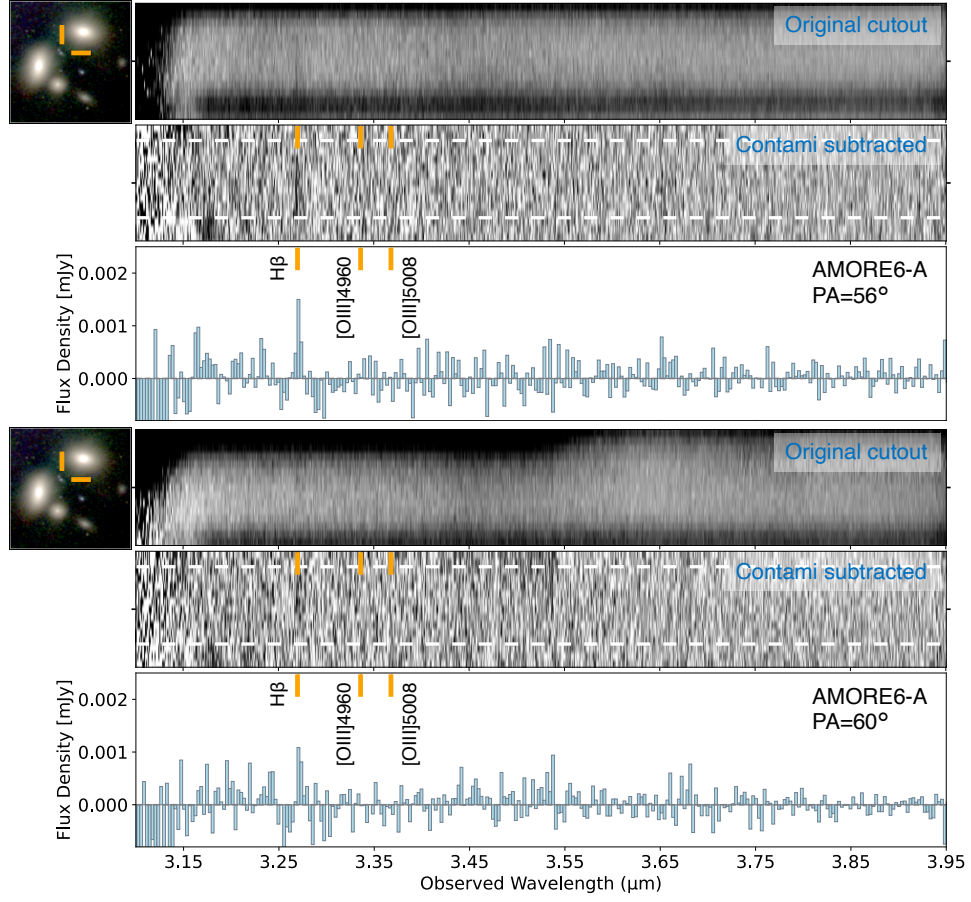 Original cutout
Contami subtracted
Hβ
[OIII]4960
[OIII]5008
AMORE6-A
PA=56°
Flux Density [mJy]
0.002
0.001
0.000
Original cutout
Contami subtracted
Hβ
[OIII]4960
[OIII]5008
AMORE6-A
PA=60°
Flux Density [mJy]
0.002
0.001
0.000
3.15 3.25 3.35 3.45 3.55 3.65 3.75 3.85 3.95
Observed Wavelength (μm)